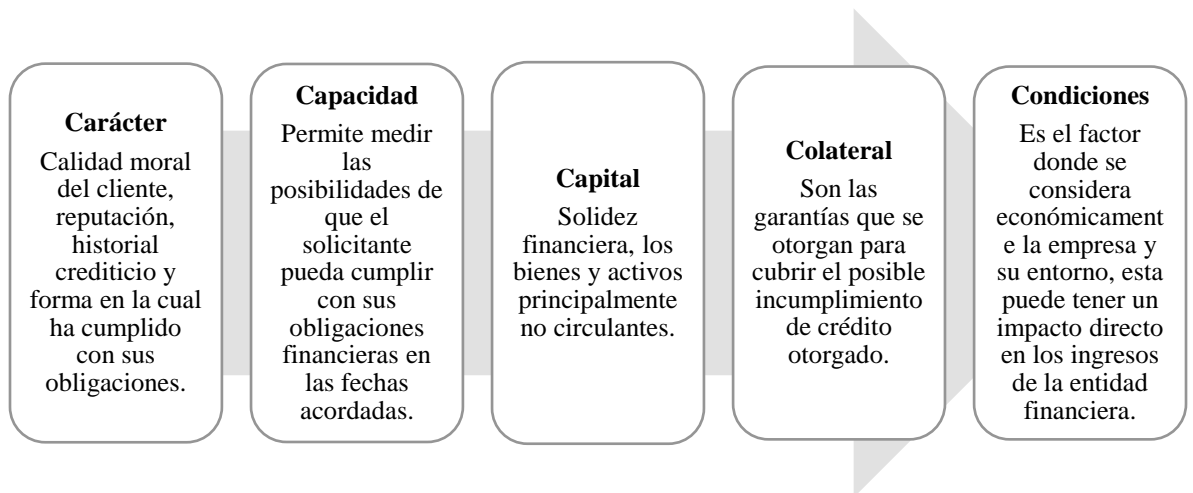 Carácter
Calidad moral
del cliente,
reputación,
historial
crediticio y
forma en la cual
ha cumplido
con sus
obligaciones.
Capacidad
Permite medir
las
posibilidades de
que el
solicitante
pueda cumplir
con sus
obligaciones
financieras en
las fechas
acordadas.
Capital
Solidez
financiera, los
bienes y activos
principalmente
no circulantes.
Colateral
Son las
garantías que se
otorgan para
cubrir el posible
incumplimiento
de crédito
otorgado.
Condiciones
Es el factor
donde se
considera
económicament
e la empresa y
su entorno, esta
puede tener un
impacto directo
en los ingresos
de la entidad
financiera.